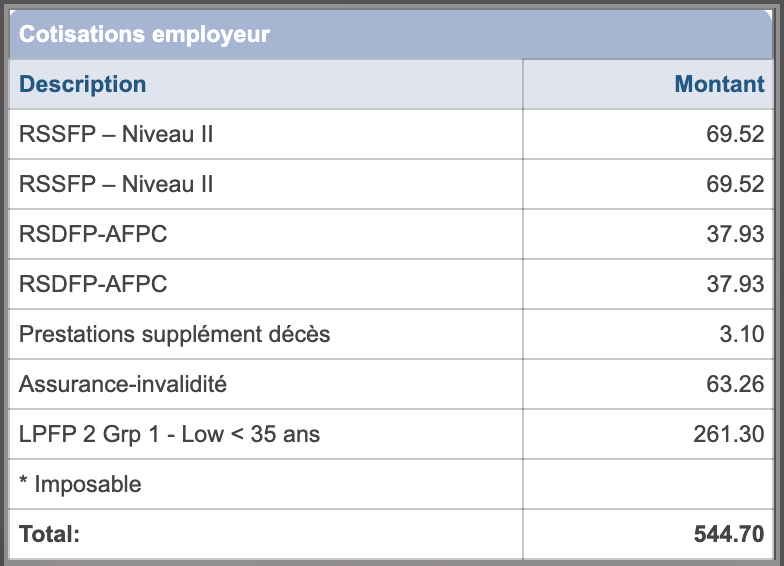 Cotisations employeur
Description Montant
RSSFP – Niveau II 69.52
RSSFP – Niveau II 69.52
RSDFP-AFPC 37.93
RSDFP-AFPC 37.93
Prestations supplément décès 3.10
Assurance-invalidité 63.26
LPFP 2 Grp 1 - Low < 35 ans 261.30
* Imposable
Total: 544.70